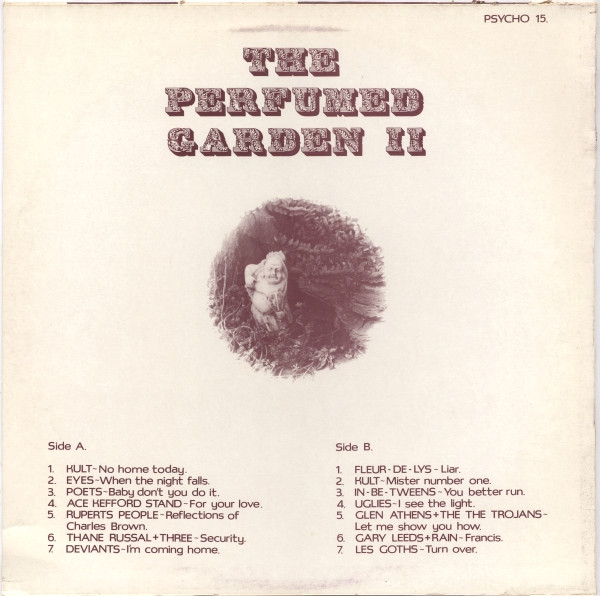 PSYCHO 15.
THE
PERFUMED
GARDEN II
Side A.
1. KULT-No home today.
2. EYES-When the night falls.
3. POETS-Baby don't you do it.
4. ACE KEFFORD STAND-For your love.
5. RUPERTS PEOPLE-Reflections of
Charles Brown.
6. THANE RUSSAL+THREE-Security.
7. DEVIANTS-I'm coming home.
Side B.
1. FLEUR-DE-LYS - Liar.
2. KULT-Mister number one.
3. IN-BE-TWEENS-You better run.
4. UGLIES-I see the light.
5. GLEN ATHENS+THE THE TROJANS-
Let me show you how.
6. GARY LEEDS+RAIN-Francis.
7. LES GOTHS-Turn over.